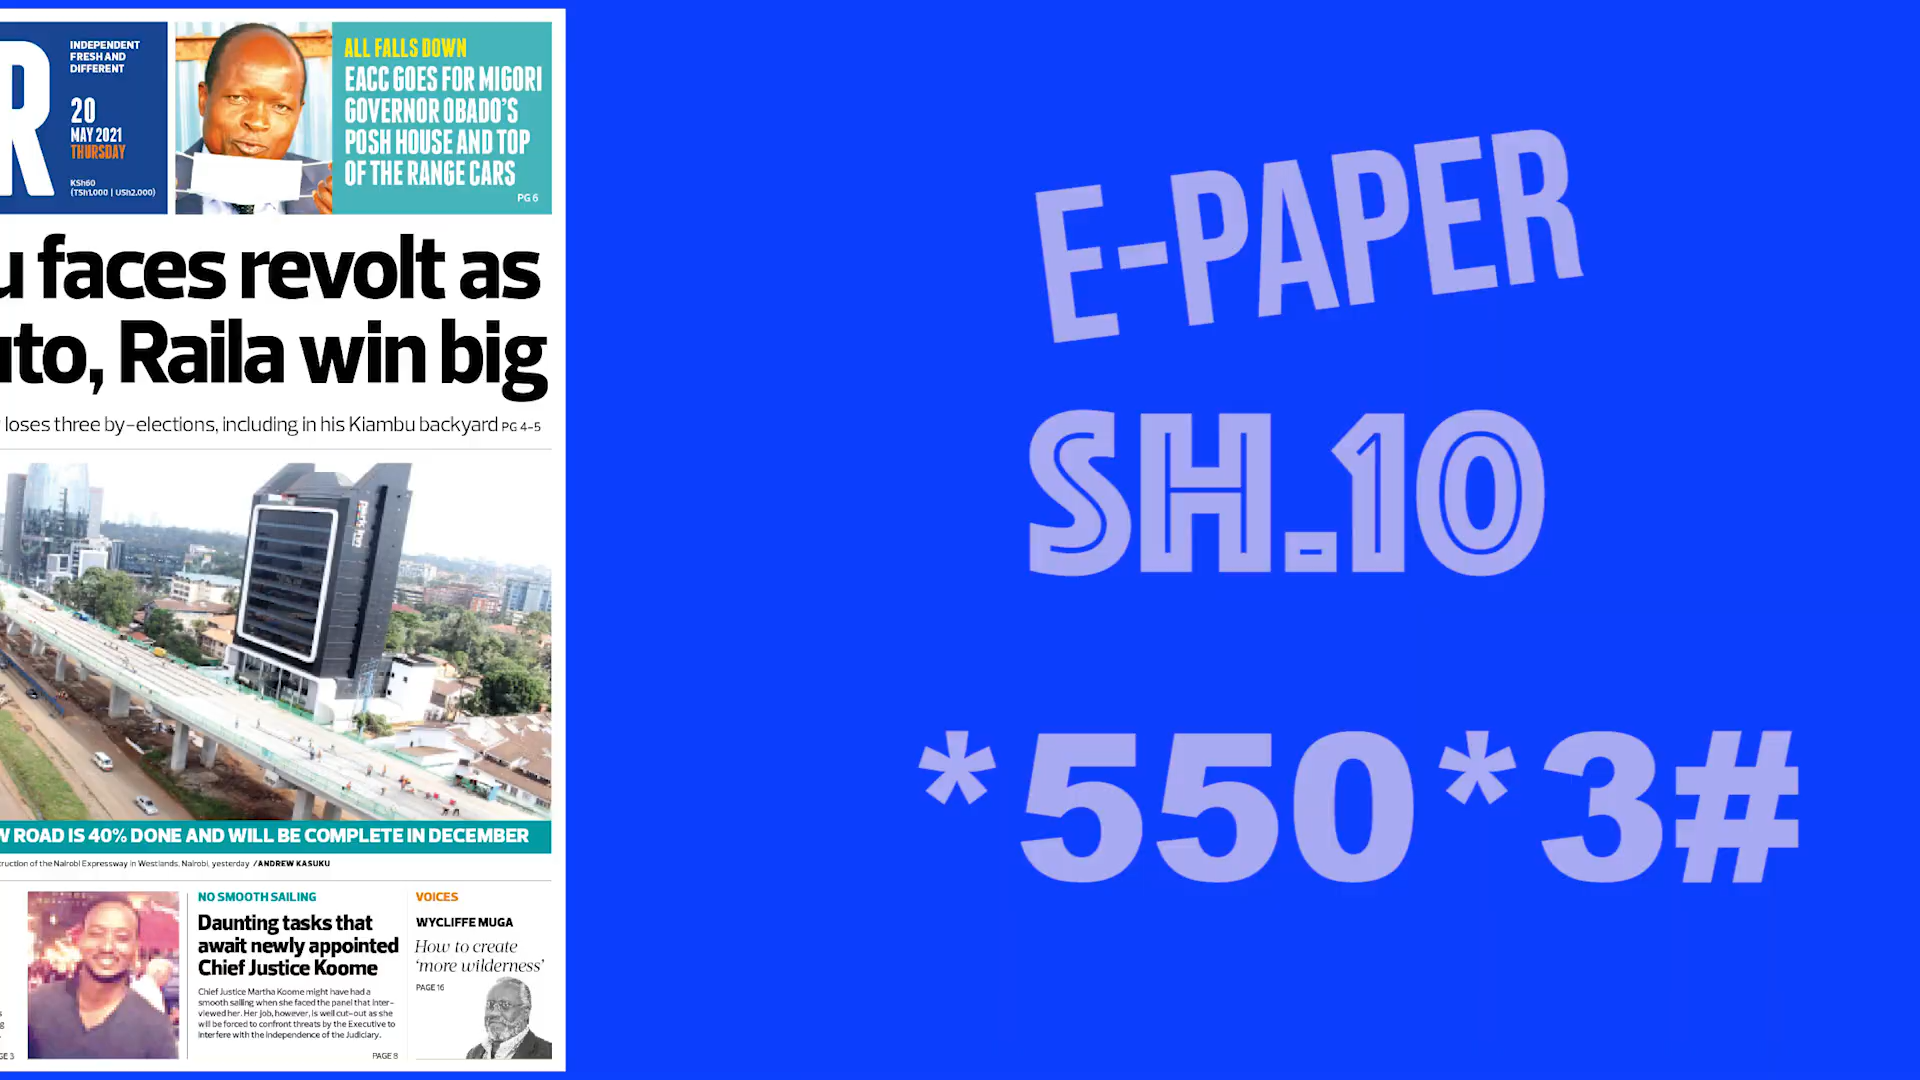 R
INDEPENDENT
FRESH AND
DIFFERENT
20
MAY 2021
THURSDAY
KSh60
(TSh1,000 | USh2,000)
ALL FALLS DOWN
EACC GOES FOR MIGORI
GOVERNOR OBADO'S
POSH HOUSE AND TOP
OF THE RANGE CARS
PG 6
u faces revolt as
uto, Raila win big
loses three by-elections, including in his Kiambu backyard PG 4-5
W ROAD IS 40% DONE AND WILL BE COMPLETE IN DECEMBER
ruction of the Nairobi Expressway in Westlands, Nairobi, yesterday /ANDREW KASUKU
GE 3
NO SMOOTH SAILING
Daunting tasks that
await newly appointed
Chief Justice Koome
Chief Justice Martha Koome might have had a
smooth sailing when she faced the panel that inter-
viewed her. Her job, however, is well cut-out as she
will be forced to confront threats by the Executive to
interfere with the independence of the Judiciary.
PAGE 8
VOICES
WYCLIFFE MUGA
How to create
'more wilderness'
PAGE 16
E-PAPER
SH.10
*550*3#